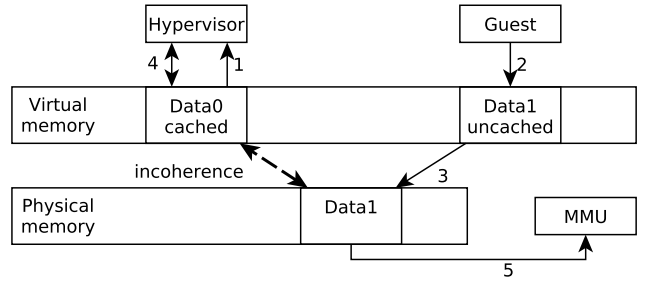 Hypervisor
Guest
4
1
2
Virtual
memory
Data0
cached
Data1
uncached
incoherence
3
Physical
memory
Data1
MMU
5